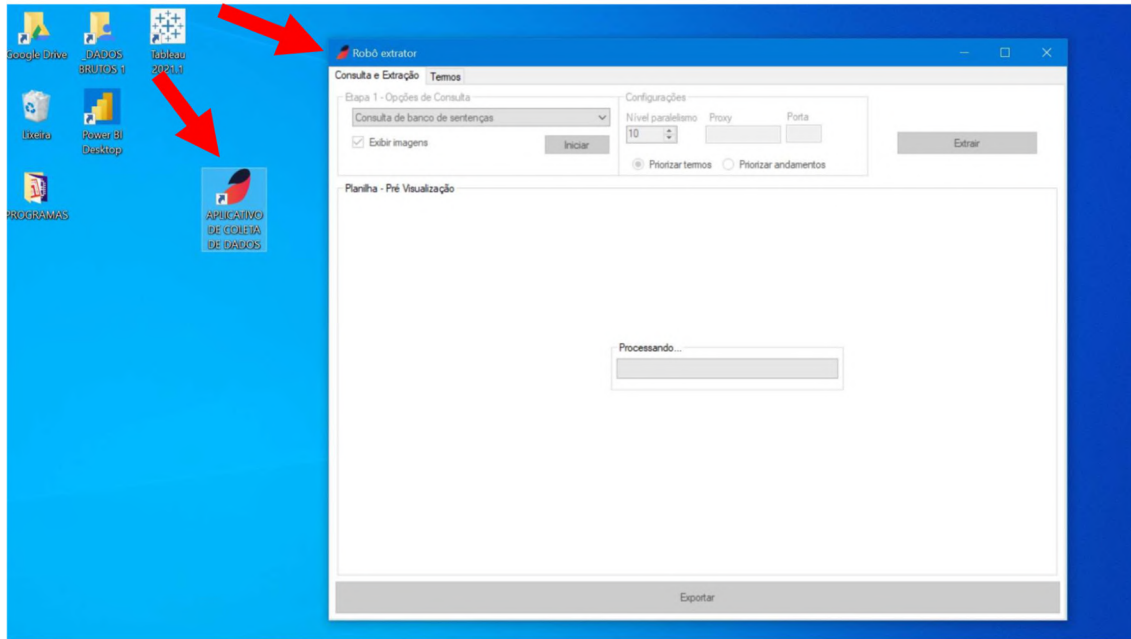 Google Drive
_DADOS
BRUTOS 1
Tableau
2021.1
Lixeira
Power BI
Desktop
PROGRAMAS
APLICATIVO
DE COLETA
DE DADOS
Robô extrator
Consulta e Extração
Termos
Etapa 1 - Opções de Consulta
Consulta de banco de sentenças
Exibir imagens
Iniciar
Configurações
Nível paralelismo
Proxy
Porta
10
Priorizar termos
Priorizar andamentos
Extrair
Planilha - Pré Visualização
Processando...
Exportar